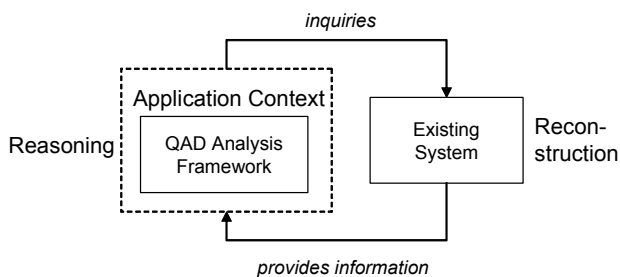 inquiries
Application Context
Reasoning
QAD Analysis
Framework
Existing
System
Recon-
struction
provides information